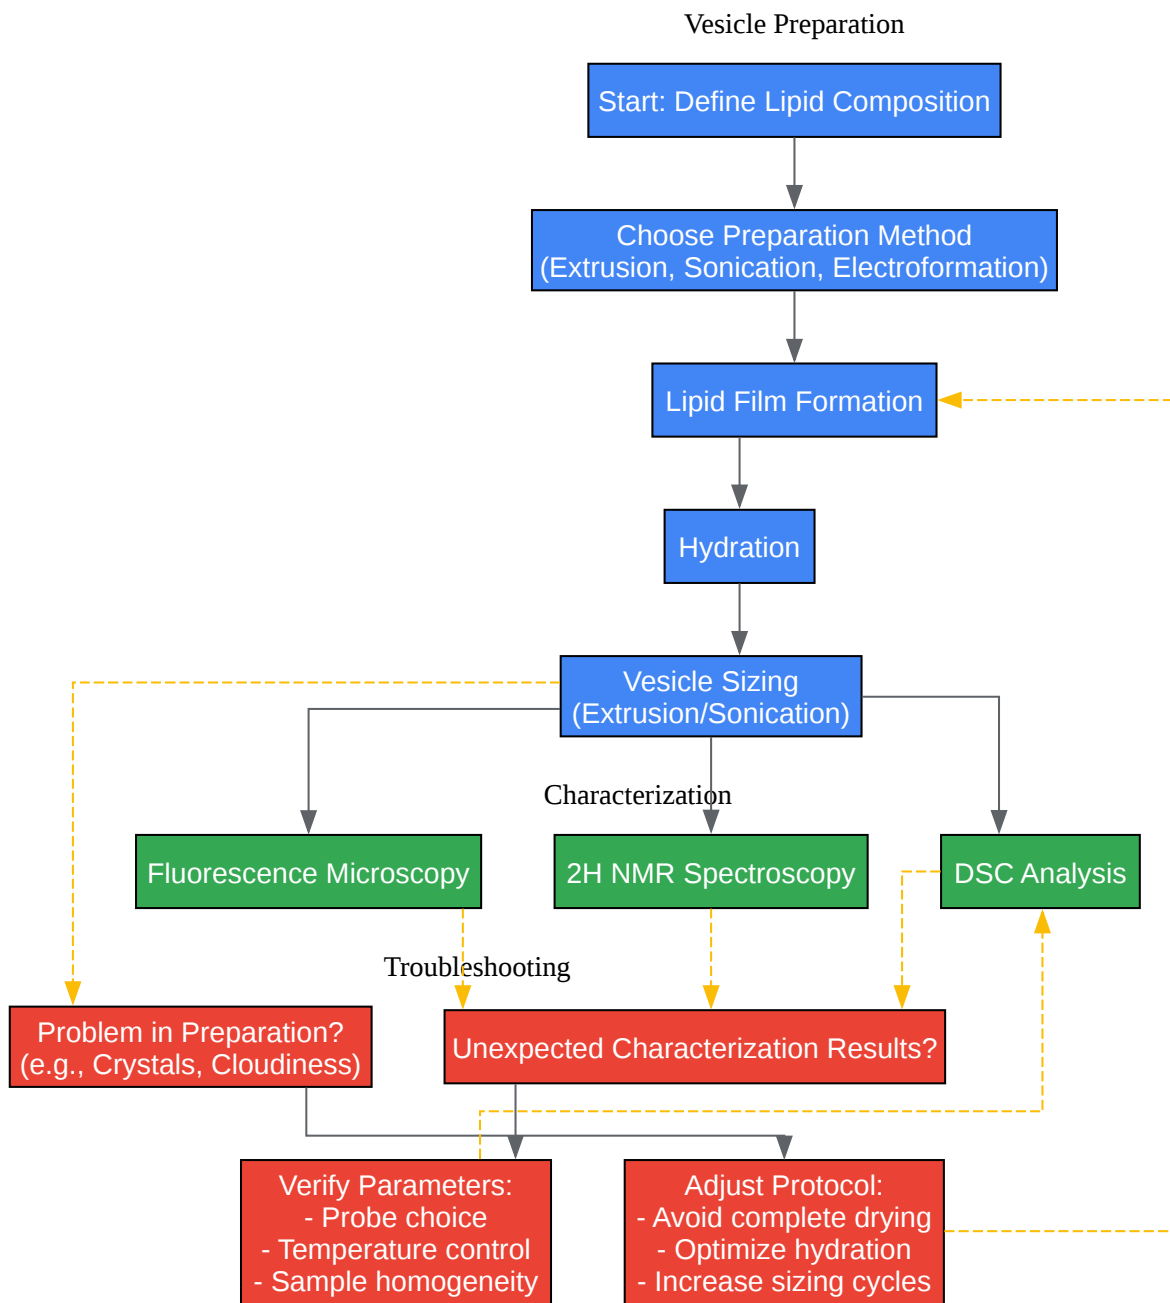 Vesicle Preparation
Start: Define Lipid Composition
Choose Preparation Method
(Extrusion, Sonication, Electroformation)
Lipid Film Formation
Hydration
Vesicle Sizing
(Extrusion/Sonication)
Characterization
Fluorescence Microscopy
2H NMR Spectroscopy
DSC Analysis
Troubleshooting
Problem in Preparation?
(e.g., Crystals, Cloudiness)
Unexpected Characterization Results?
Verify Parameters:
- Probe choice
- Temperature control
- Sample homogeneity
Adjust Protocol:
- Avoid complete drying
- Optimize hydration
- Increase sizing cycles